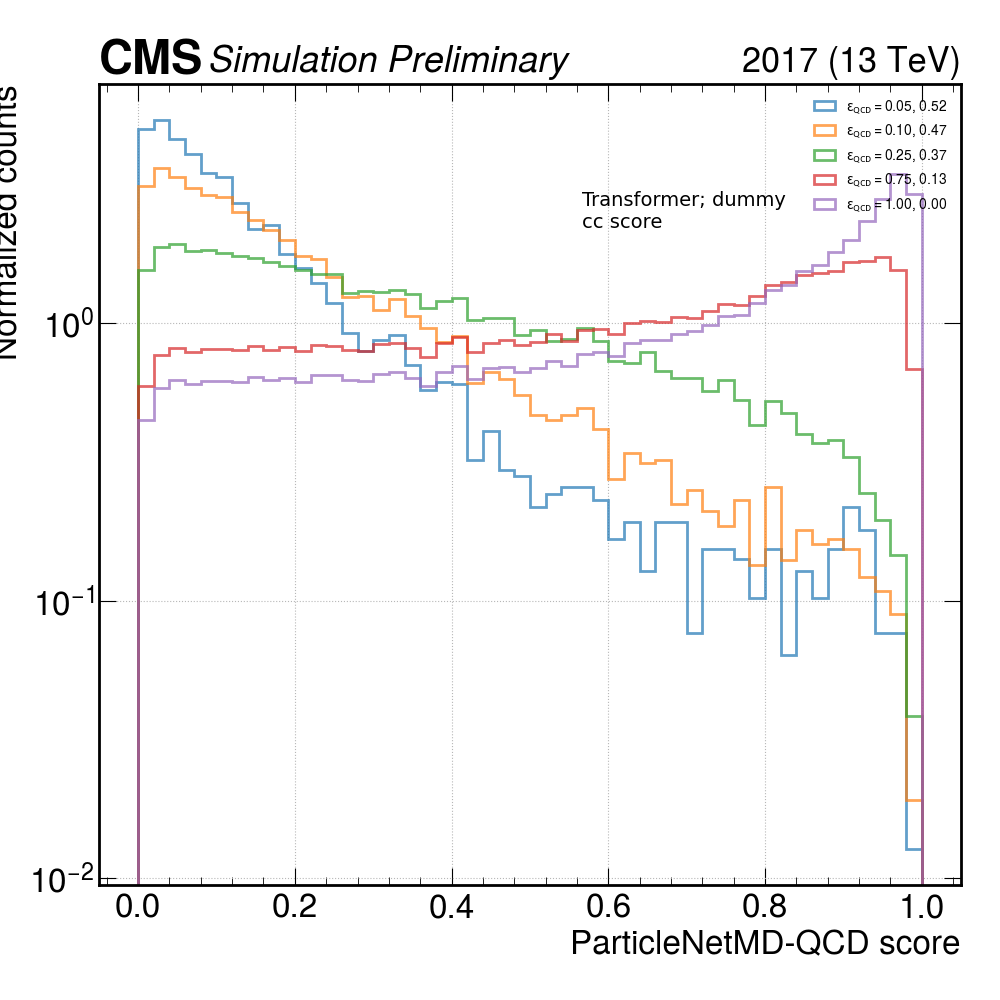 CMS Simulation Preliminary 2017 (13 TeV)
Normalized counts
εQCD = 0.05, 0.52
εQCD = 0.10, 0.47
εQCD = 0.25, 0.37
εQCD = 0.75, 0.13
εQCD = 1.00, 0.00
Transformer; dummy
cc score
10⁰
10⁻¹
10⁻²
0.0 0.2 0.4 0.6 0.8 1.0
ParticleNetMD-QCD score